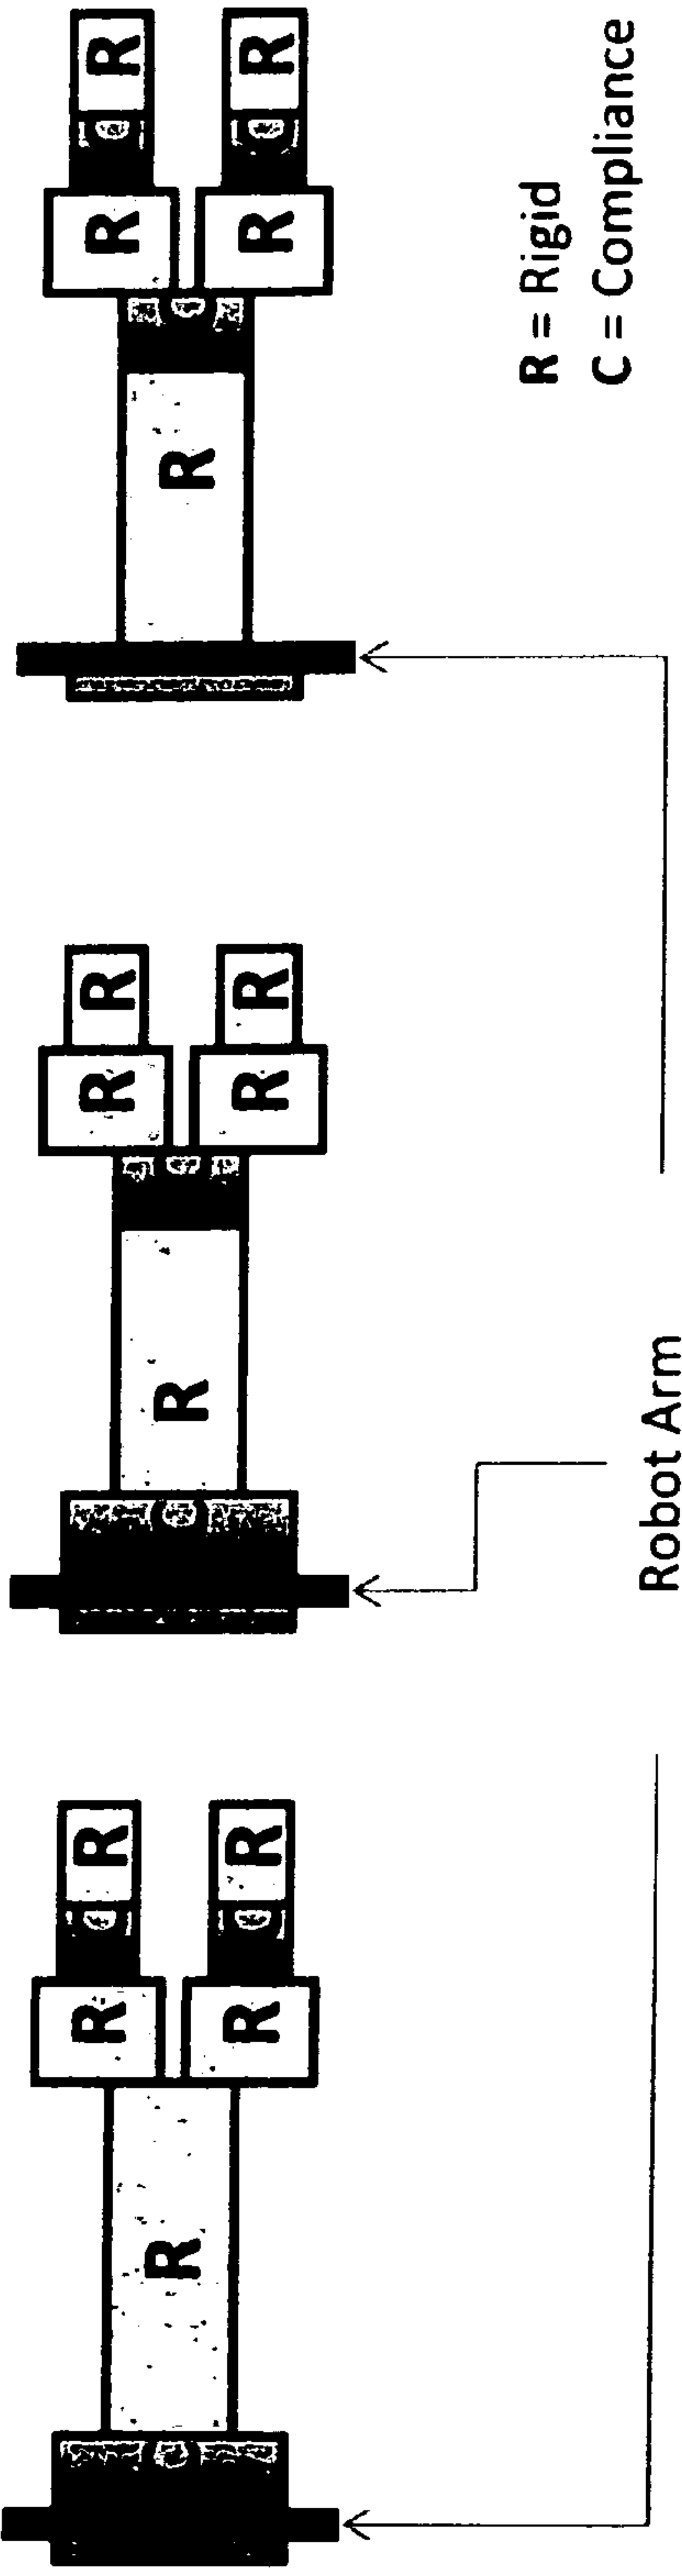 R R R R R R
R R R
R R R R R R
R = Rigid
C = Compliance
Robot Arm